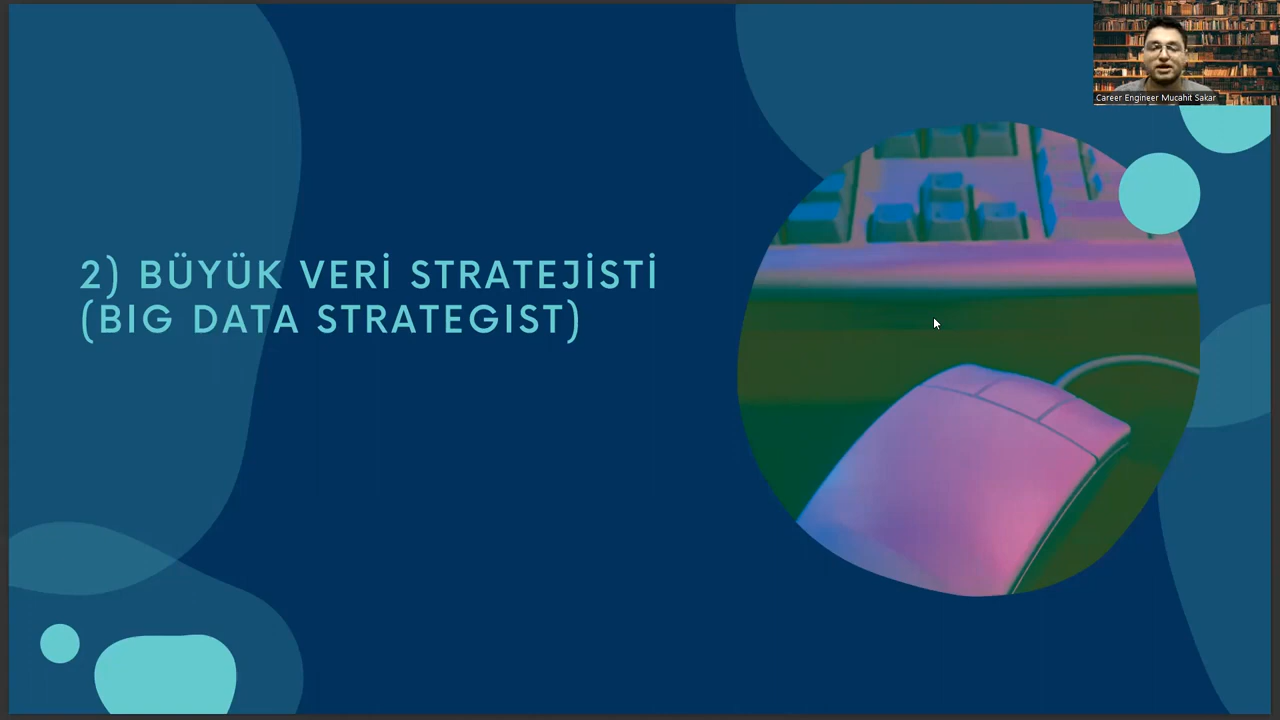 Career Engineer Mucahit Sakar
2) BÜYÜK VERİ STRATEJİSTİ
(BIG DATA STRATEGIST)